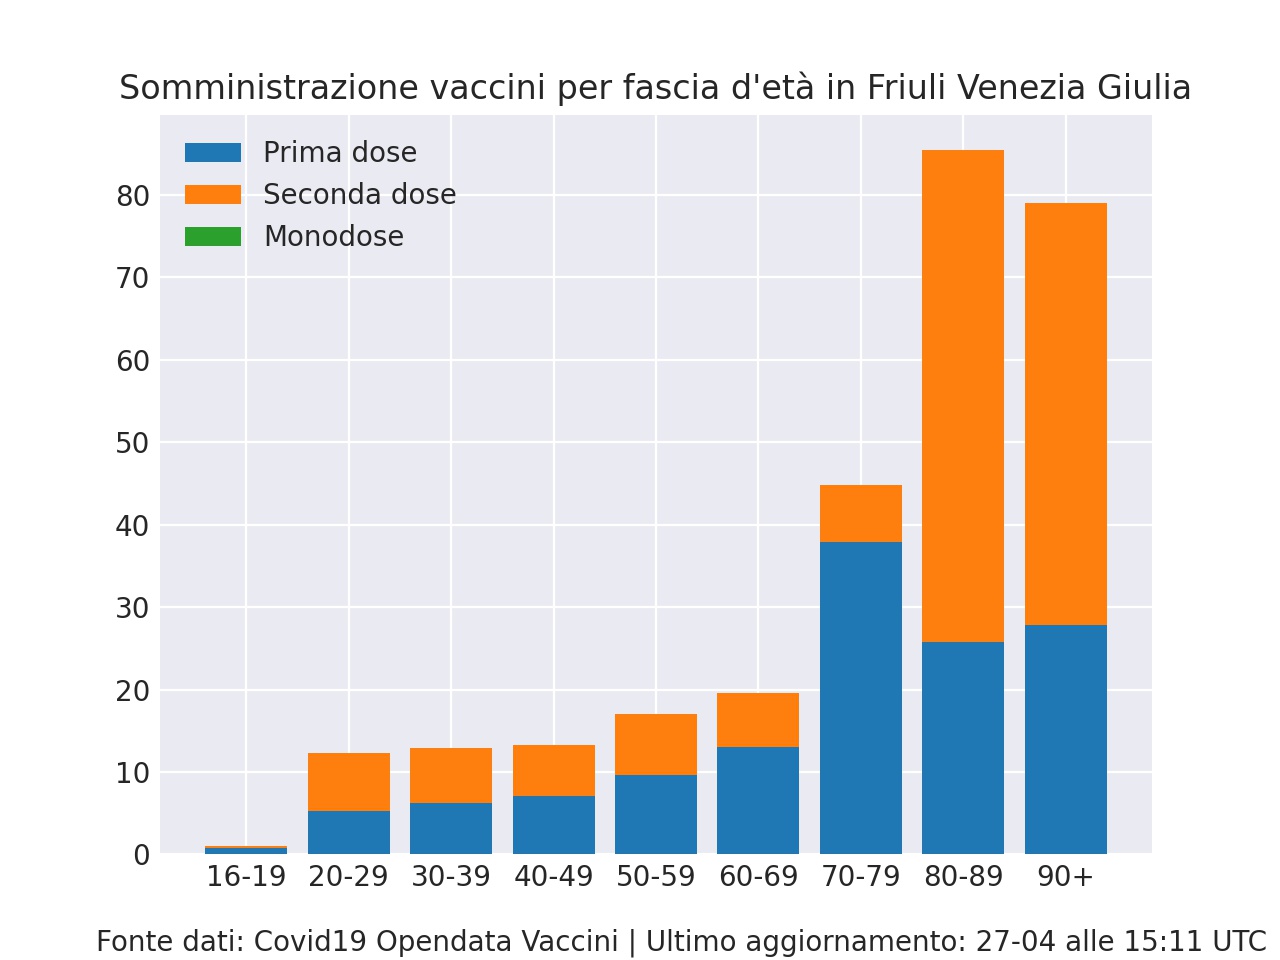 Somministrazione vaccini per fascia d'età in Friuli Venezia Giulia
Prima dose
Seconda dose
Monodose
80
70
60
50
40
30
20
10
0
16-19 20-29 30-39 40-49 50-59 60-69 70-79 80-89 90+
Fonte dati: Covid19 Opendata Vaccini | Ultimo aggiornamento: 27-04 alle 15:11 UTC